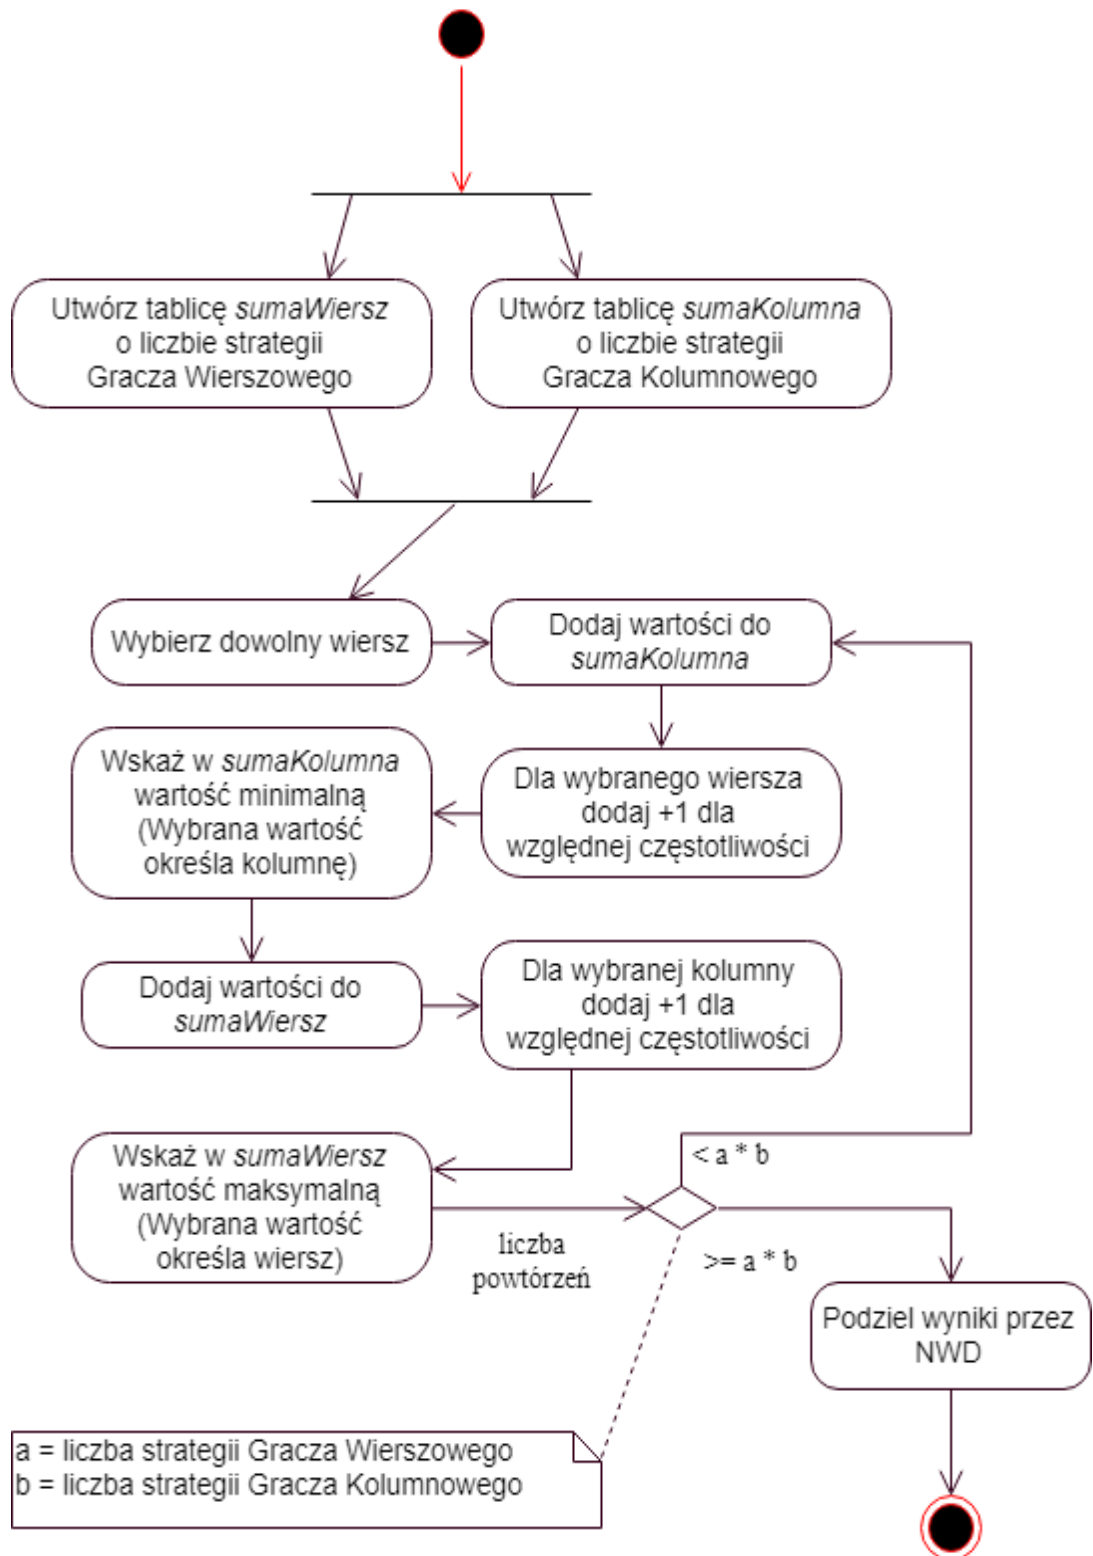 Utwórz tablicę sumaWiersz
o liczbie strategii
Gracza Wierszowego
Utwórz tablicę sumaKolumna
o liczbie strategii
Gracza Kolumnowego
Wybierz dowolny wiersz
Dodaj wartości do
sumaKolumna
Dla wybranego wiersza
dodaj +1 dla
względnej częstotliwości
Wskaż w sumaKolumna
wartość minimalną
(Wybrana wartość
określa kolumnę)
Dodaj wartości do
sumaWiersz
Dla wybranej kolumny
dodaj +1 dla
względnej częstotliwości
Wskaż w sumaWiersz
wartość maksymalną
(Wybrana wartość
określa wiersz)
liczba
powtórzeń
< a * b
>= a * b
Podziel wyniki przez
NWD
a = liczba strategii Gracza Wierszowego
b = liczba strategii Gracza Kolumnowego